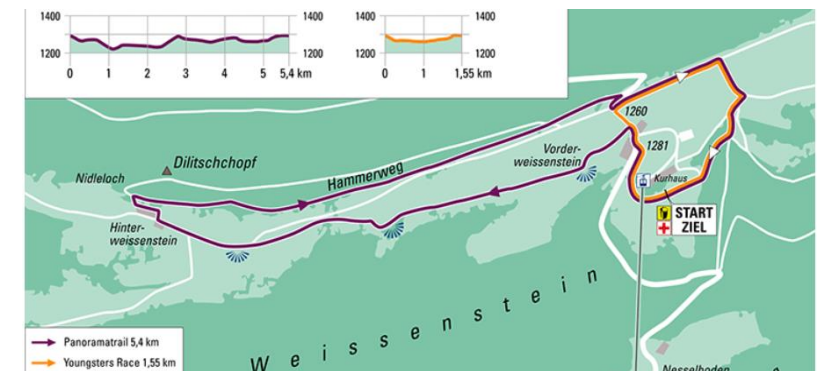 1400
1200
0 1 2 3 4 5 5,4 km
1400
1200
1400
1200
0 1 1,55 km
1200
1400
1260
1281
Kurhaus
START
ZIEL
Vorder-
weissenstein
Hammerweg
Dilitschchopf
Nidleloch
Hinter-
weissenstein
Weissenstein
Panoramatrail 5,4 km
Youngsters Race 1,55 km
Nesselboden